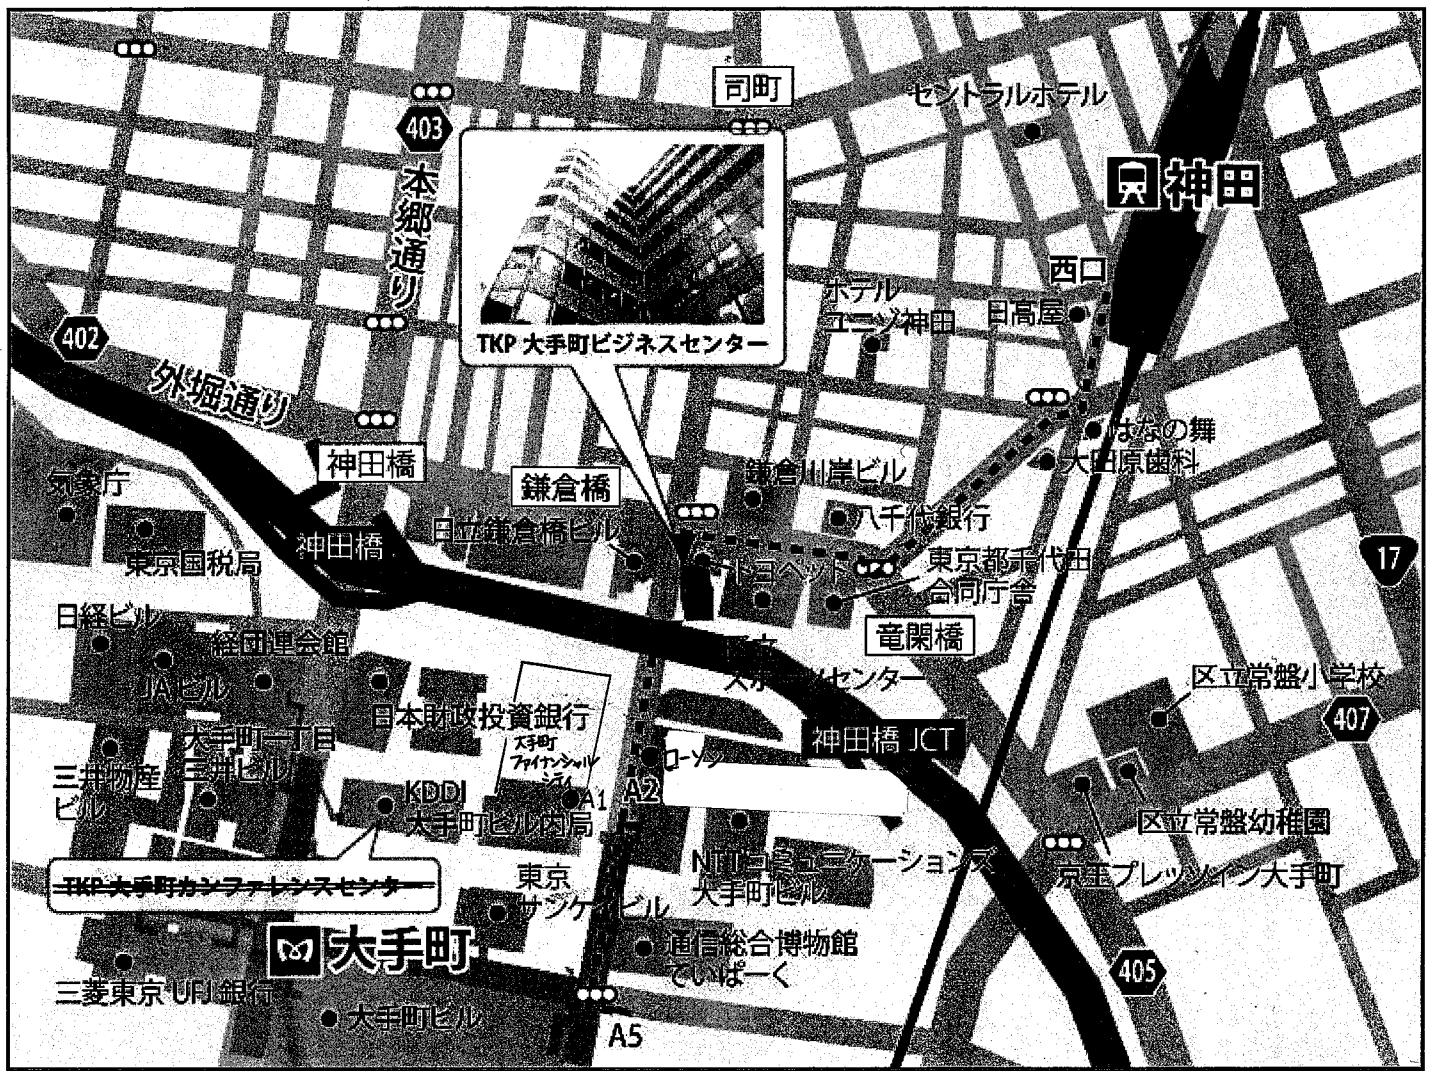 司町
セントラルホテル
403
神田
本郷通り
西口
ホテル
ユニゾ神田
日高屋
402
TKP 大手町ビジネスセンター
外堀通り
はなの舞
大田原歯科
神田橋
気象庁
鎌倉橋
鎌倉川岸ビル
八千代銀行
日立鎌倉橋ビル
神田橋
トヨペット
東京都千代田
合同庁舎
17
東京国税局
日経ビル
経団連会館
竜閑橋
スポーツセンター
区立常盤小学校
JAビル
日本財政投資銀行
407
大手町一丁目
三井ビル
大手町
ファイナンシャル
シティ
神田橋 JCT
ローソン
三井物産
ビル
KDDI
大手町ビル内局
A1
A2
区立常盤幼稚園
NTTコミュニケーションズ
大手町ビル
京王プレッソイン大手町
TKP 大手町カンファレンスセンター
東京
サンケイビル
大手町
通信総合博物館
ていぱーく
405
三菱東京 UFJ 銀行
大手町ビル
A5